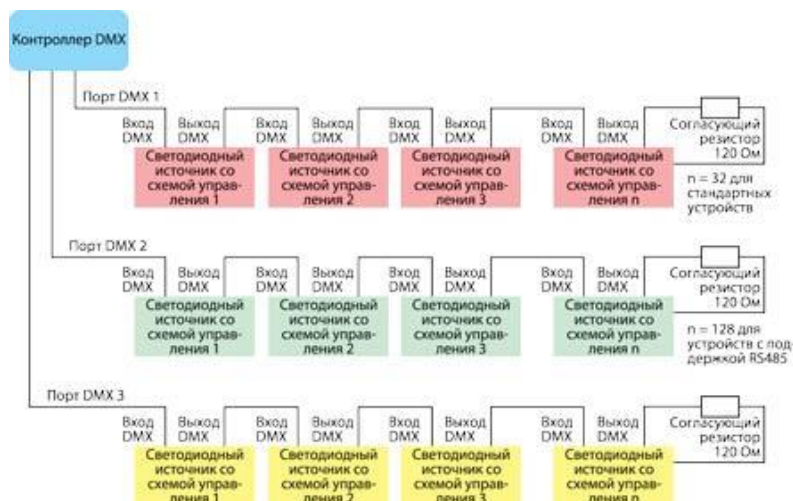 Контроллер DMX
Порт DMX 1
Вход DMX
Выход DMX
Вход DMX
Выход DMX
Вход DMX
Выход DMX
Вход DMX
Выход DMX
Согласующий
резистор
120 Ом
Светодиодный
источник со
схемой управ-
ления 1
Светодиодный
источник со
схемой управ-
ления 2
Светодиодный
источник со
схемой управ-
ления 3
Светодиодный
источник со
схемой управ-
ления n
n = 32 для
стандартных
устройств
Порт DMX 2
Вход DMX
Выход DMX
Вход DMX
Выход DMX
Вход DMX
Выход DMX
Вход DMX
Выход DMX
Согласующий
резистор
120 Ом
Светодиодный
источник со
схемой управ-
ления 1
Светодиодный
источник со
схемой управ-
ления 2
Светодиодный
источник со
схемой управ-
ления 3
Светодиодный
источник со
схемой управ-
ления n
n = 128 для
устройств с под-
держкой RS485
Порт DMX 3
Вход DMX
Выход DMX
Вход DMX
Выход DMX
Вход DMX
Выход DMX
Вход DMX
Выход DMX
Согласующий
резистор
120 Ом
Светодиодный
источник со
схемой управ-
ления 1
Светодиодный
источник со
схемой управ-
ления 2
Светодиодный
источник со
схемой управ-
ления 3
Светодиодный
источник со
схемой управ-
ления n